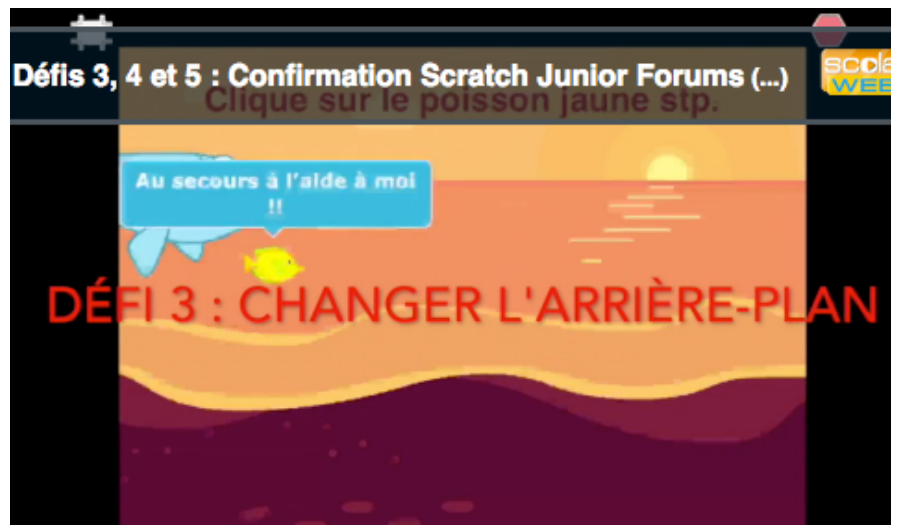 Défis 3, 4 et 5 : Confirmation Scratch Junior Forums (...)
Clique sur le poisson jaune stp.
Au secours à l'aide à moi
!!
DÉFI 3 : CHANGER L'ARRIÈRE-PLAN